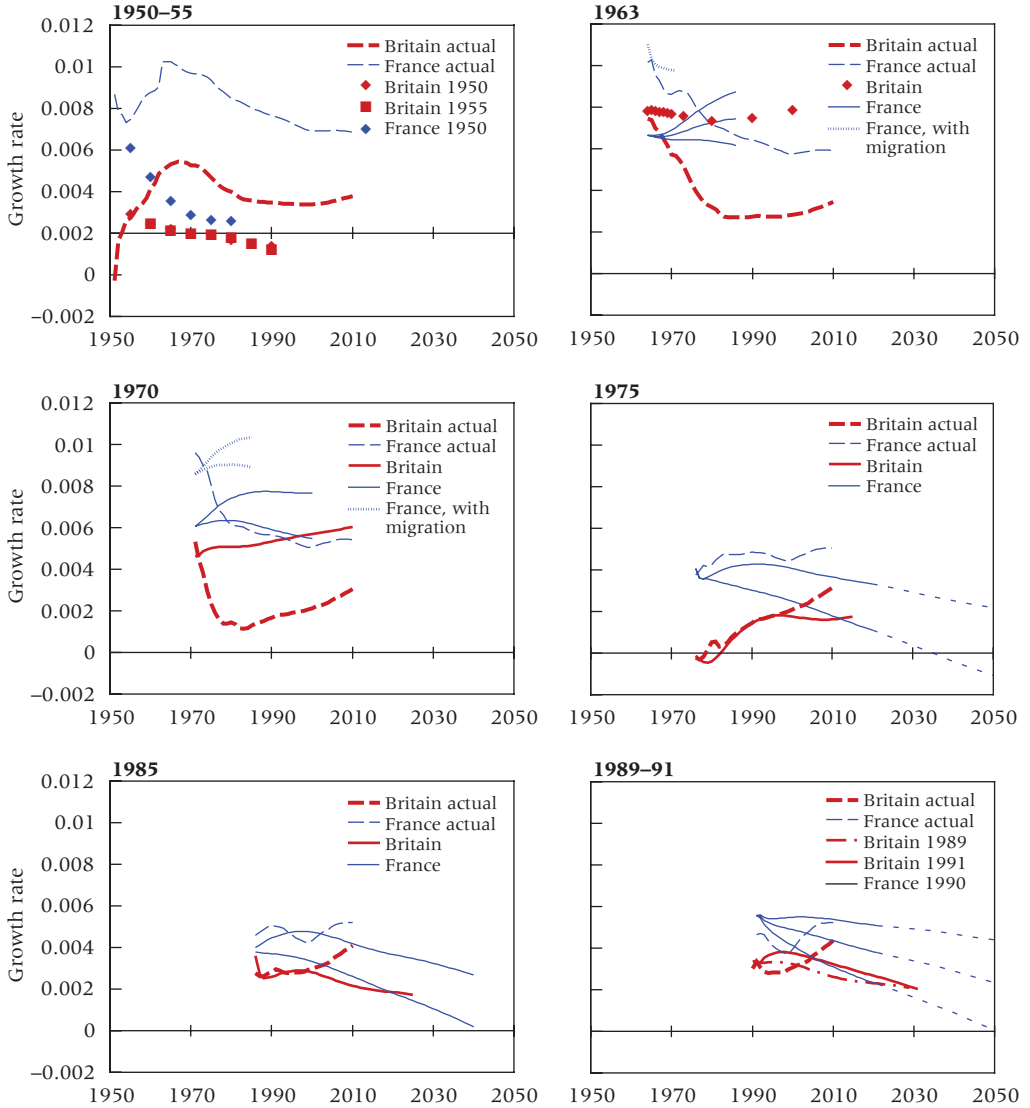 1950–55
0.012
0.01
0.008
0.006
0.004
0.002
0
–0.002
Growth rate
Britain actual
France actual
Britain 1950
Britain 1955
France 1950
1950 1970 1990 2010 2030 2050
1963
Britain actual
France actual
Britain
France
France, with
migration
1950 1970 1990 2010 2030 2050
1970
0.012
0.01
0.008
0.006
0.004
0.002
0
–0.002
Growth rate
Britain actual
France actual
Britain
France
France, with
migration
1950 1970 1990 2010 2030 2050
1975
Britain actual
France actual
Britain
France
1950 1970 1990 2010 2030 2050
1985
0.012
0.01
0.008
0.006
0.004
0.002
0
–0.002
Growth rate
Britain actual
France actual
Britain
France
1950 1970 1990 2010 2030 2050
1989–91
Britain actual
France actual
Britain 1989
Britain 1991
France 1990
1950 1970 1990 2010 2030 2050